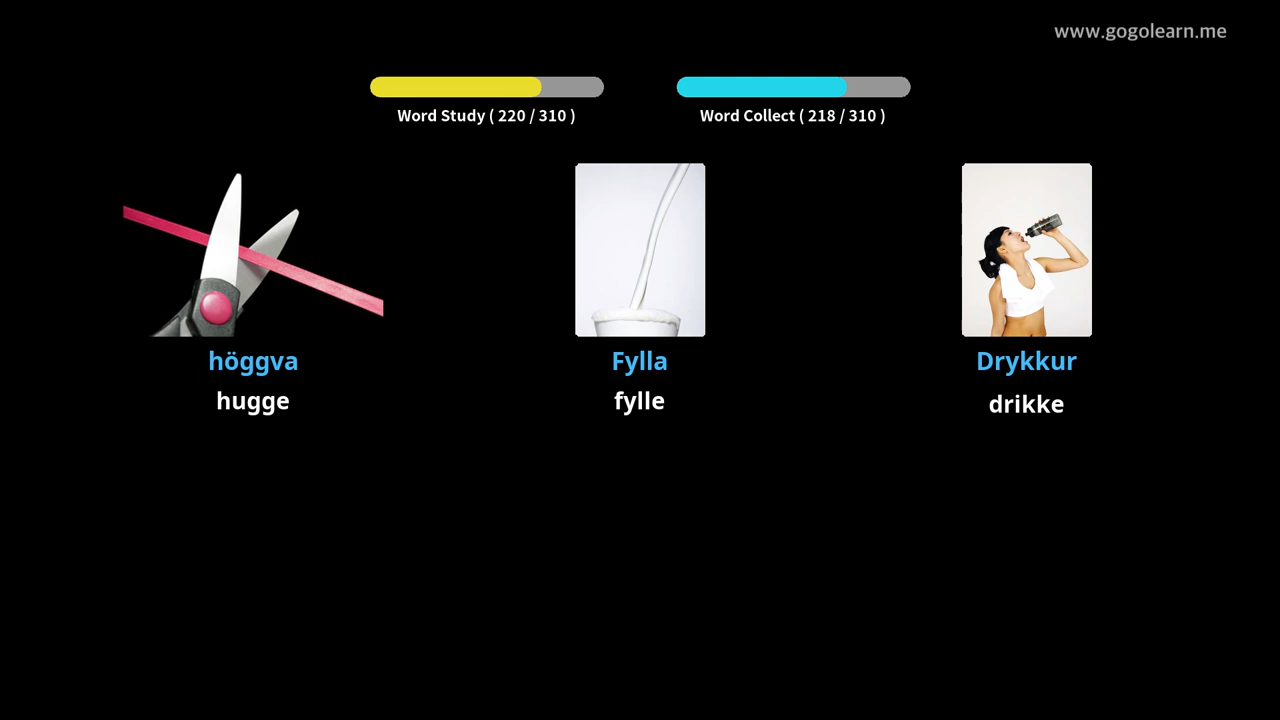 www.gogolearn.me
Word Study ( 220 / 310 )
Word Collect ( 218 / 310 )
höggva
Fylla
Drykkur
hugge
fylle
drikke